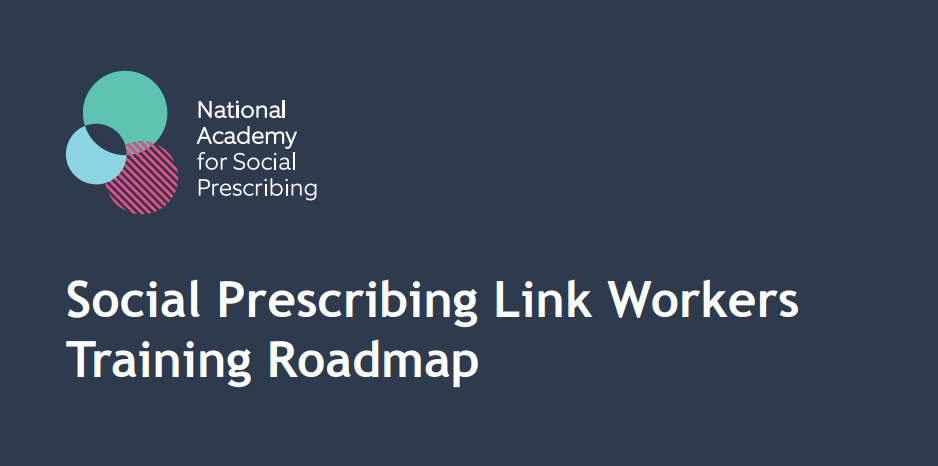 National
Academy
for Social
Prescribing
Social Prescribing Link Workers
Training Roadmap